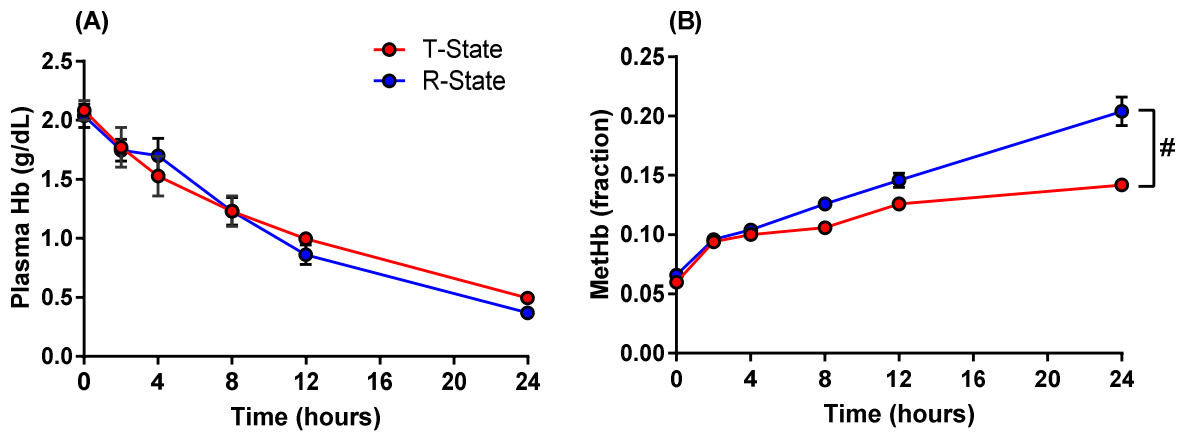 (A)
T-State
R-State
Plasma Hb (g/dL)
2.5
2.0
1.5
1.0
0.5
0.0
0 4 8 12 16 20 24
Time (hours)
(B)
MetHb (fraction)
0.25
0.20
0.15
0.10
0.05
0.00
#
0 4 8 12 16 20 24
Time (hours)